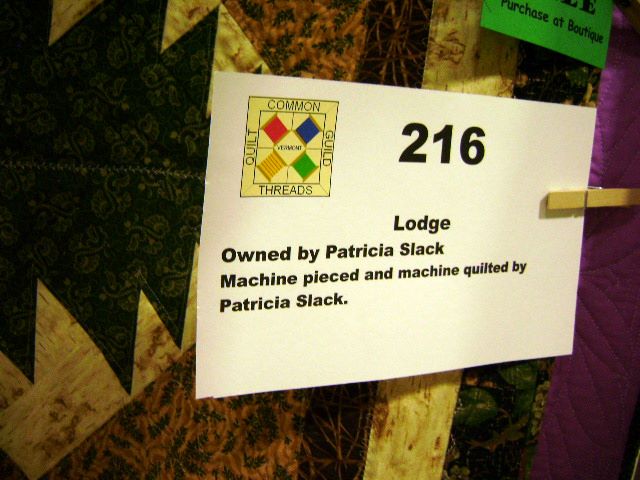 Purchase at Boutique
COMMON
QUILT
GUILD
VERMONT
THREADS
216
Lodge
Owned by Patricia Slack
Machine pieced and machine quilted by
Patricia Slack.